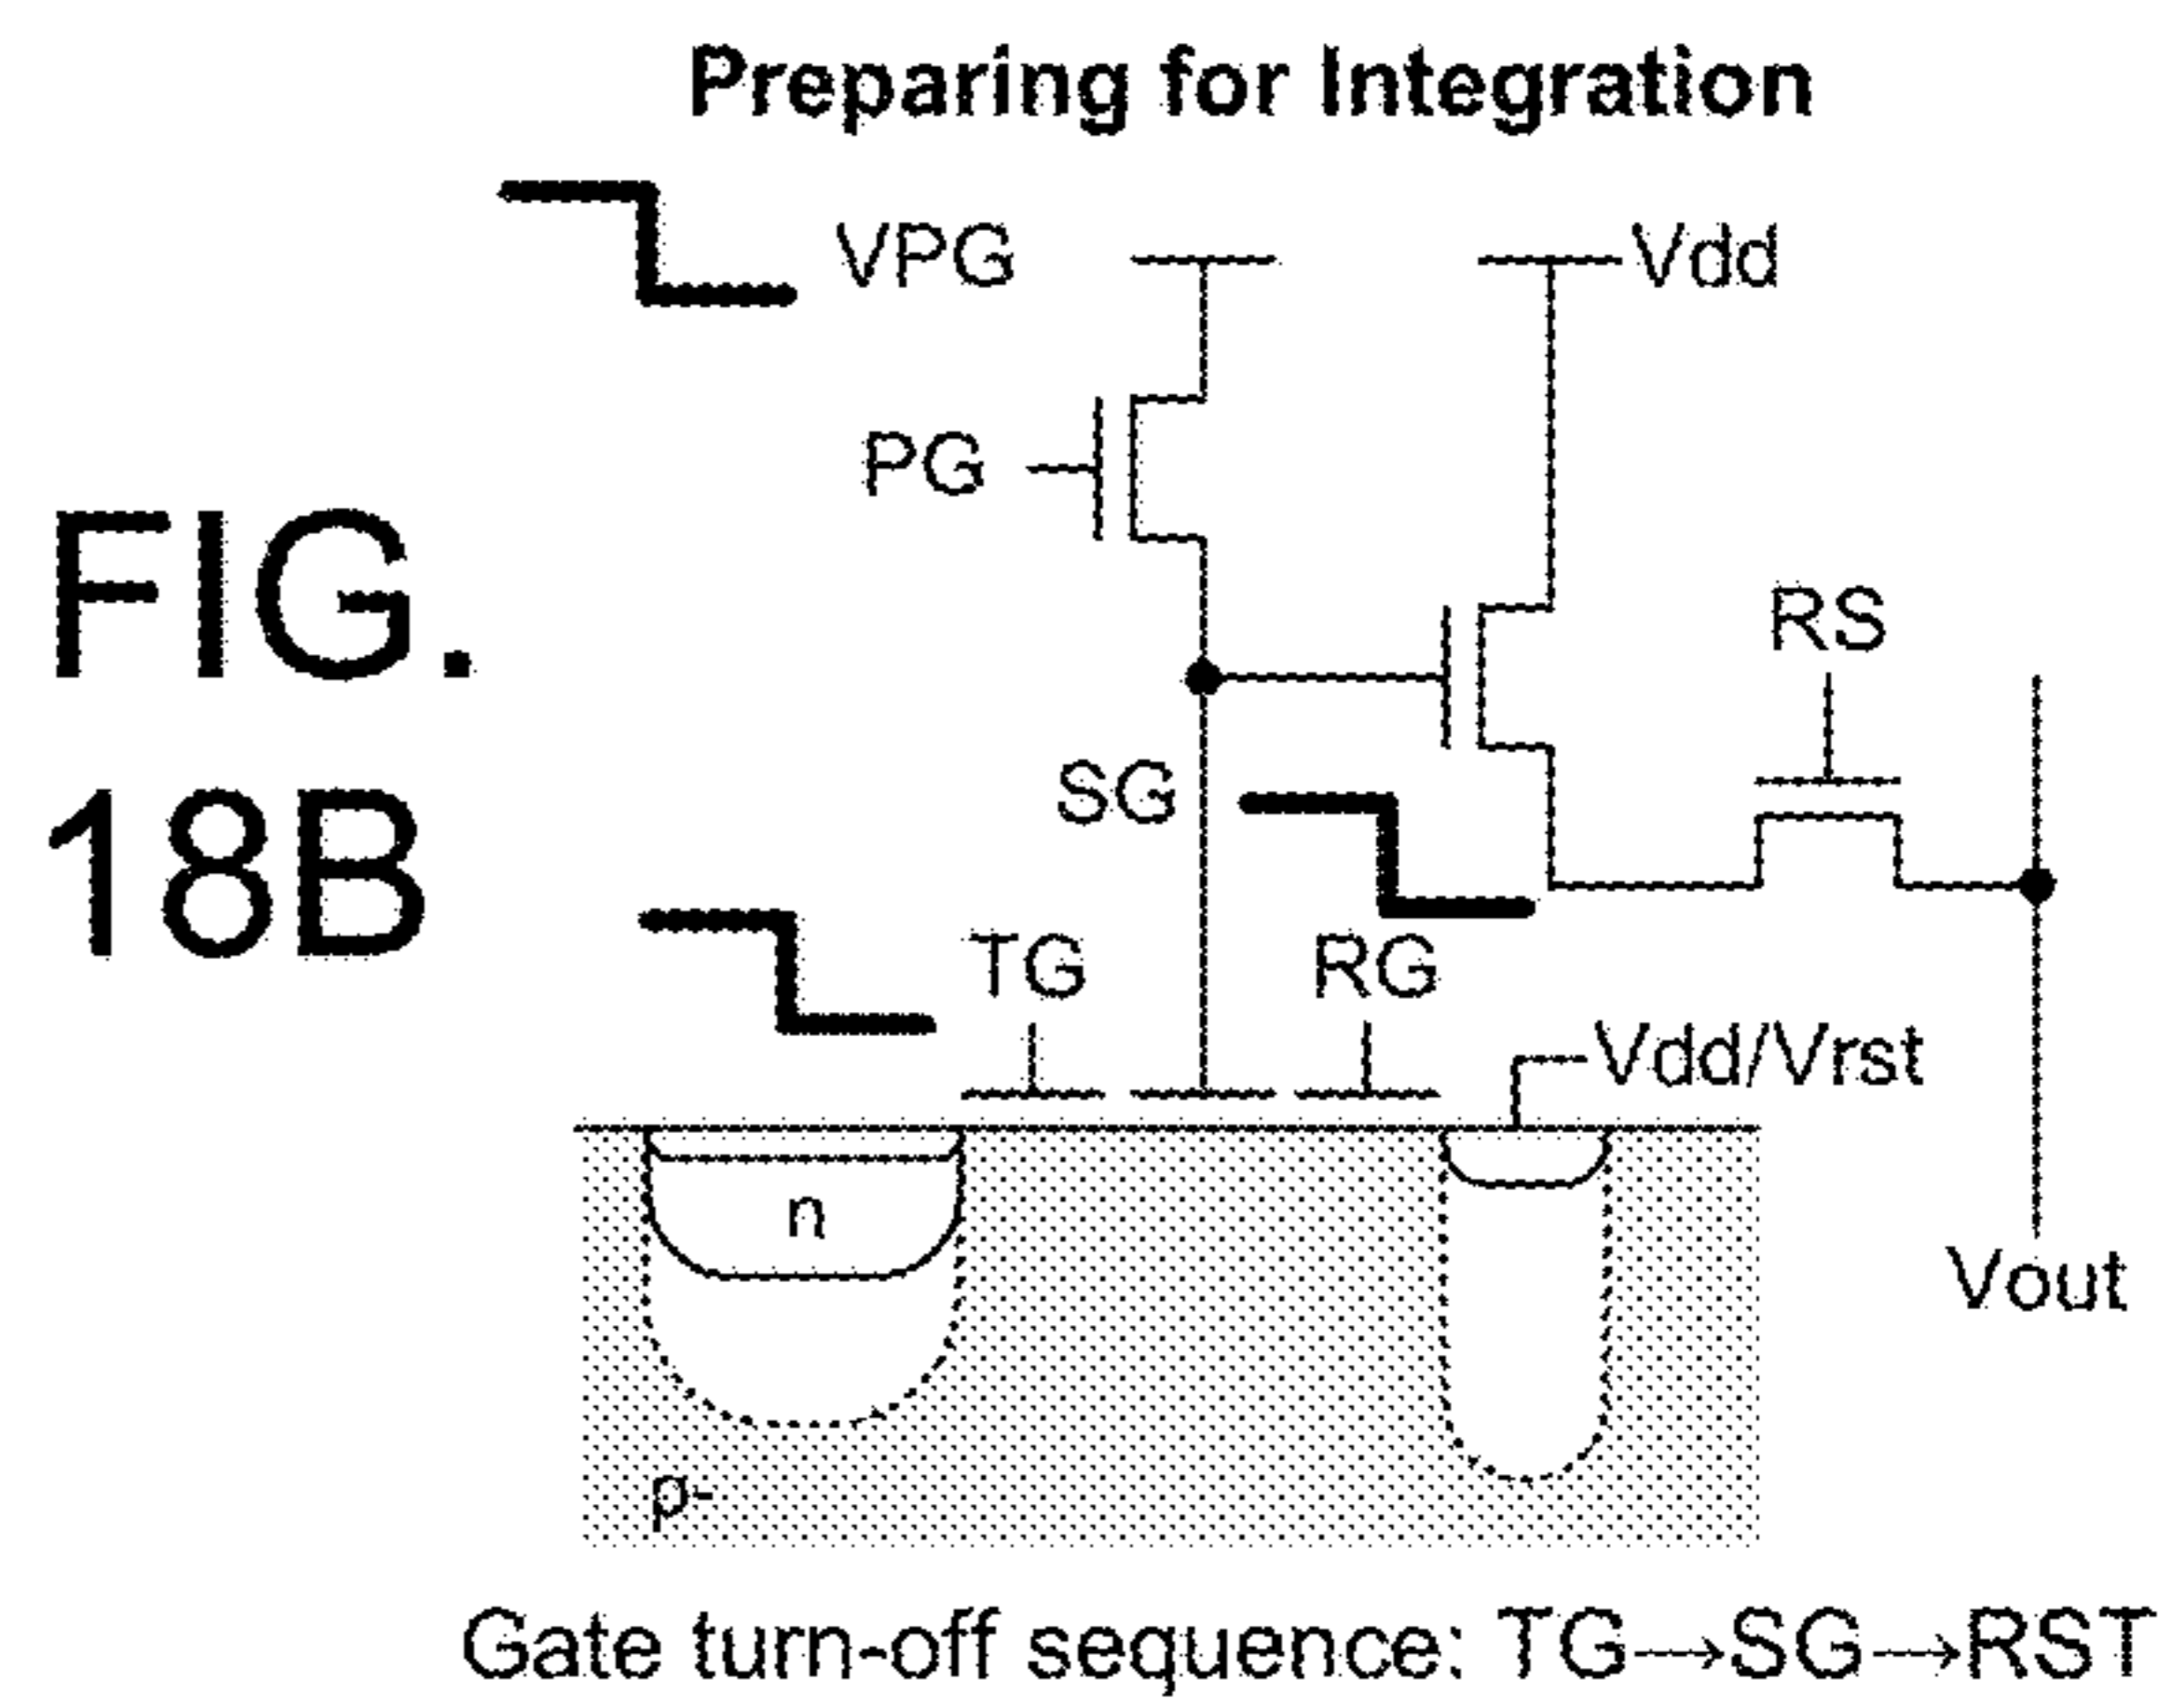 Preparing for Integration
VPG
Vdd
PG
FIG.
18B
RS
SG
TG
RG
Vdd/Vrst
n
Vout
p-
Gate turn-off sequence: TG→SG→RST